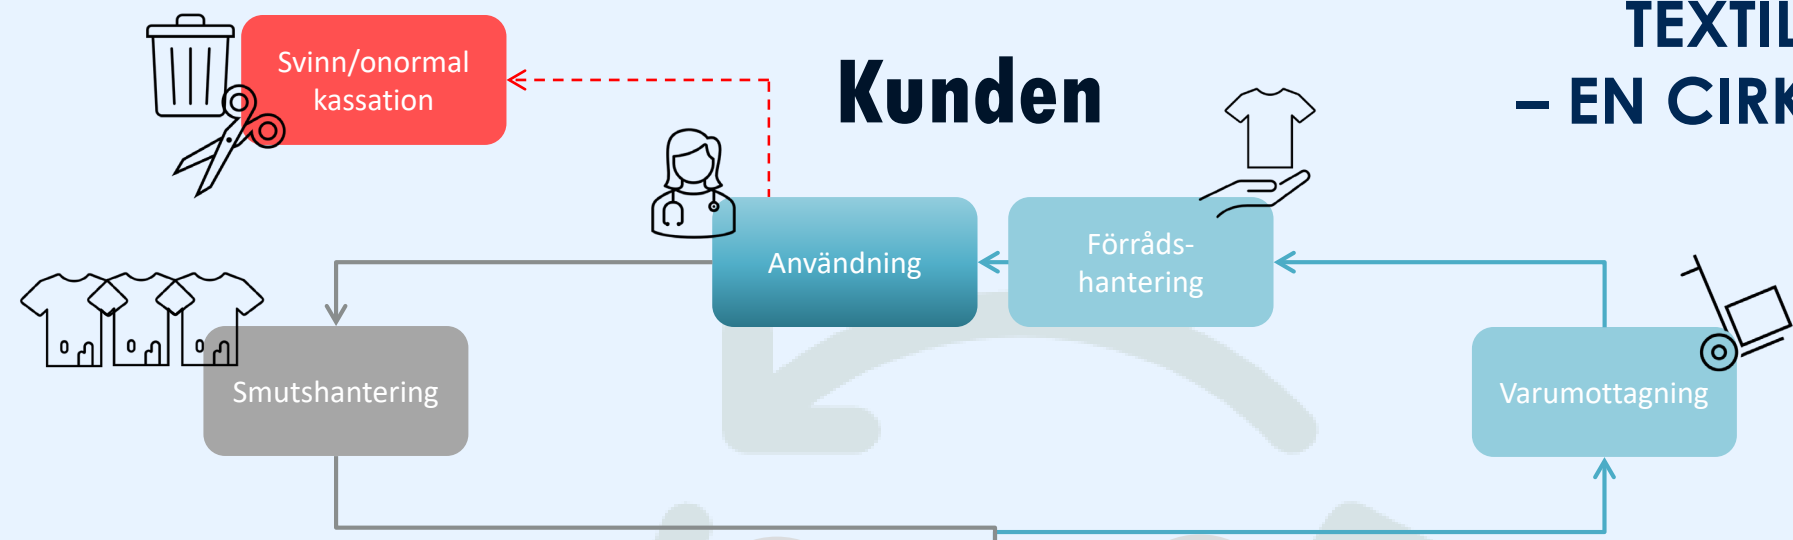 TEXTIL
– EN CIRK
Kunden
Svinn/onormal
kassation
Användning
Förråds-
hantering
Smutshantering
Varumottagning